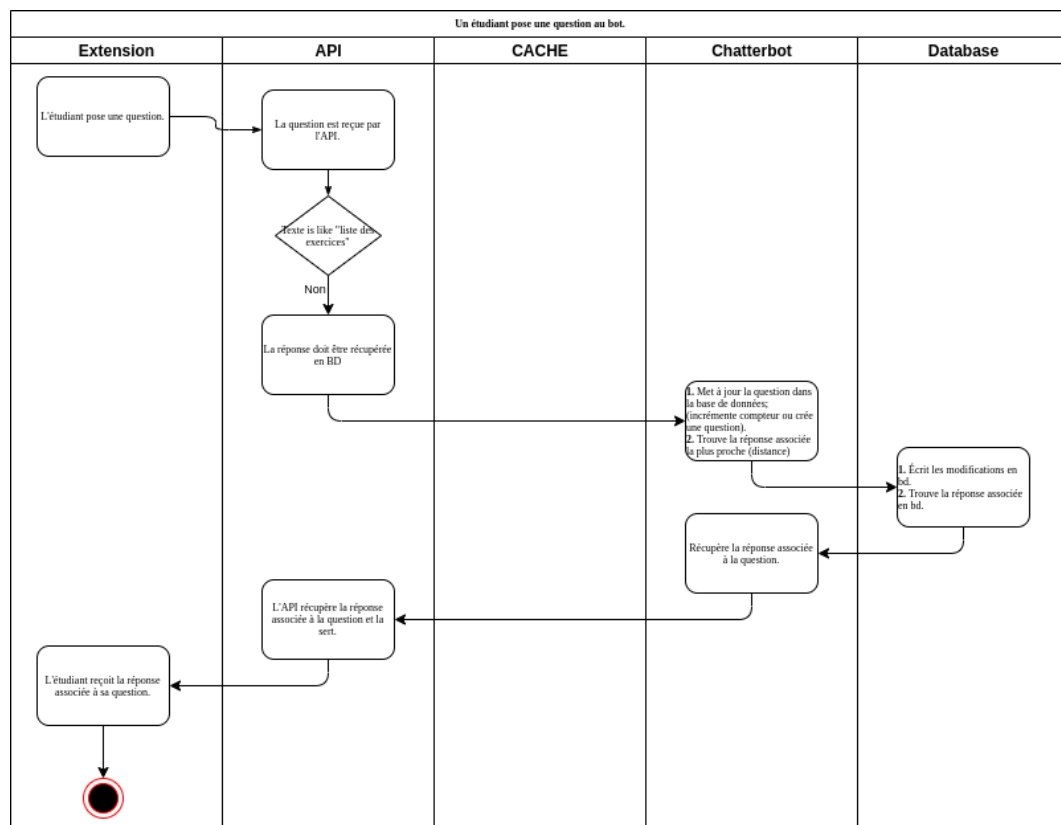 Un étudiant pose une question au bot.
Extension
API
CACHE
Chatterbot
Database
L'étudiant pose une question.
La question est reçue par
l'API.
Texte is like "liste des
exercices"
Non
La réponse doit être récupérée
en BD
1. Met à jour la question dans
la base de données;
(incrémente compteur ou crée
une question).
2. Trouve la réponse associée
la plus proche (distance)
1. Écrit les modifications en
bd.
2. Trouve la réponse associée
en bd.
Récupère la réponse associée
à la question.
L'API récupère la réponse
associée à la question et la
sert.
L'étudiant reçoit la réponse
associée à sa question.